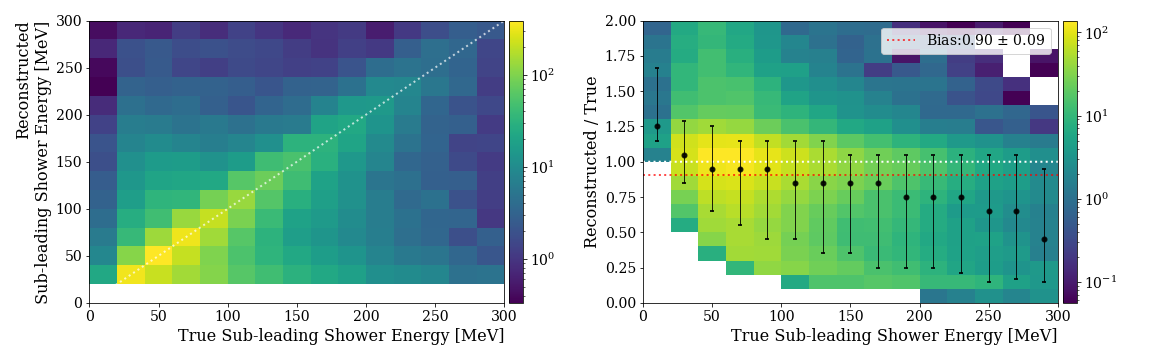 Reconstructed
Sub-leading Shower Energy [MeV]
300
250
200
150
100
50
0
0 50 100 150 200 250 300
True Sub-leading Shower Energy [MeV]
10²
10¹
10⁰
Reconstructed / True
2.00
1.75
1.50
1.25
1.00
0.75
0.50
0.25
0.00
Bias:0.90 ± 0.09
0 50 100 150 200 250 300
True Sub-leading Shower Energy [MeV]
10²
10¹
10⁰
10⁻¹